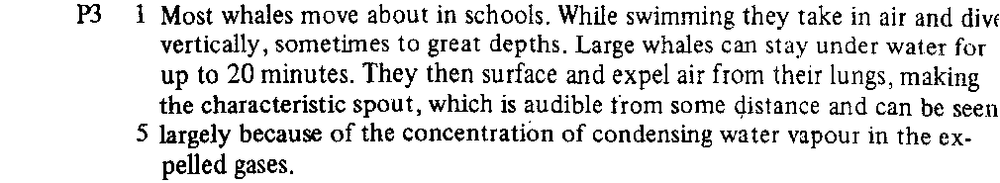 P3 1 Most whales move about in schools. While swimming they take in air and dive
vertically, sometimes to great depths. Large whales can stay under water for
up to 20 minutes. They then surface and expel air from their lungs, making
the characteristic spout, which is audible from some distance and can be seen
5 largely because of the concentration of condensing water vapour in the ex-
pelled gases.